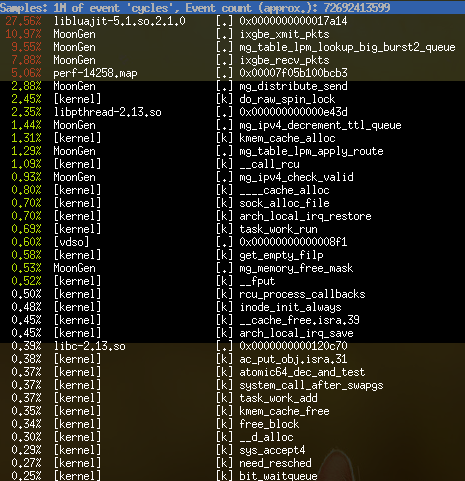 Samples: 1M of event 'cycles', Event count (approx.): 72692413599
27.56% libluajit-5.1.so.2.1.0 [.] 0x0000000000017a14
10.97% MoonGen [.] ixgbe_xmit_pkts
9.55% MoonGen [.] mg_table_lpm_lookup_big_burst2_queue
7.88% MoonGen [.] ixgbe_recv_pkts
5.06% perf-14258.map [.] 0x00007f05b100bcb3
2.88% MoonGen [.] mg_distribute_send
2.45% [kernel] [k] do_raw_spin_lock
2.35% libpthread-2.13.so [.] 0x000000000000e43d
1.44% MoonGen [.] mg_ipv4_decrement_ttl_queue
1.31% [kernel] [k] kmem_cache_alloc
1.29% MoonGen [.] mg_table_lpm_apply_route
1.09% [kernel] [k] __call_rcu
0.93% MoonGen [.] mg_ipv4_check_valid
0.80% [kernel] [k] ____cache_alloc
0.70% [kernel] [k] sock_alloc_file
0.70% [kernel] [k] arch_local_irq_restore
0.69% [kernel] [k] task_work_run
0.60% [vdso] [.] 0x00000000000008f1
0.58% [kernel] [k] get_empty_filp
0.53% MoonGen [.] mg_memory_free_mask
0.52% [kernel] [k] __fput
0.50% [kernel] [k] rcu_process_callbacks
0.48% [kernel] [k] inode_init_always
0.45% [kernel] [k] __cache_free.isra.39
0.45% [kernel] [k] arch_local_irq_save
0.39% libc-2.13.so [.] 0x0000000000120c70
0.38% [kernel] [k] ac_put_obj.isra.31
0.37% [kernel] [k] atomic64_dec_and_test
0.37% [kernel] [k] system_call_after_swapgs
0.37% [kernel] [k] task_work_add
0.35% [kernel] [k] kmem_cache_free
0.34% [kernel] [k] free_block
0.30% [kernel] [k] __d_alloc
0.29% [kernel] [k] sys_accept4
0.27% [kernel] [k] need_resched
0.25% [kernel] [k] bit_waitqueue